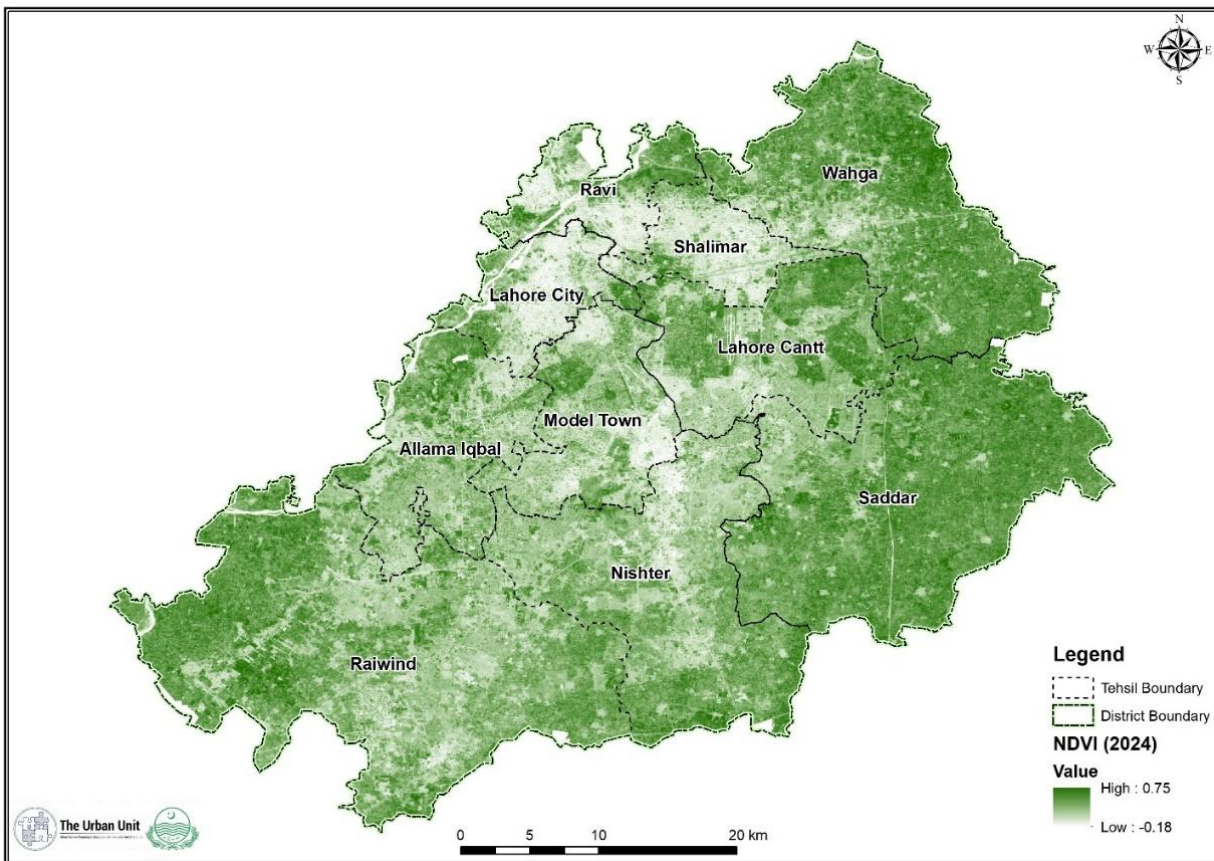 N
W E
S
Wahga
Ravi
Shalimar
Lahore City
Lahore Cantt
Model Town
Allama Iqbal
Saddar
Nishter
Raiwind
Legend
Tehsil Boundary
District Boundary
NDVI (2024)
Value
High : 0.75
Low : -0.18
The Urban Unit
0 5 10 20 km